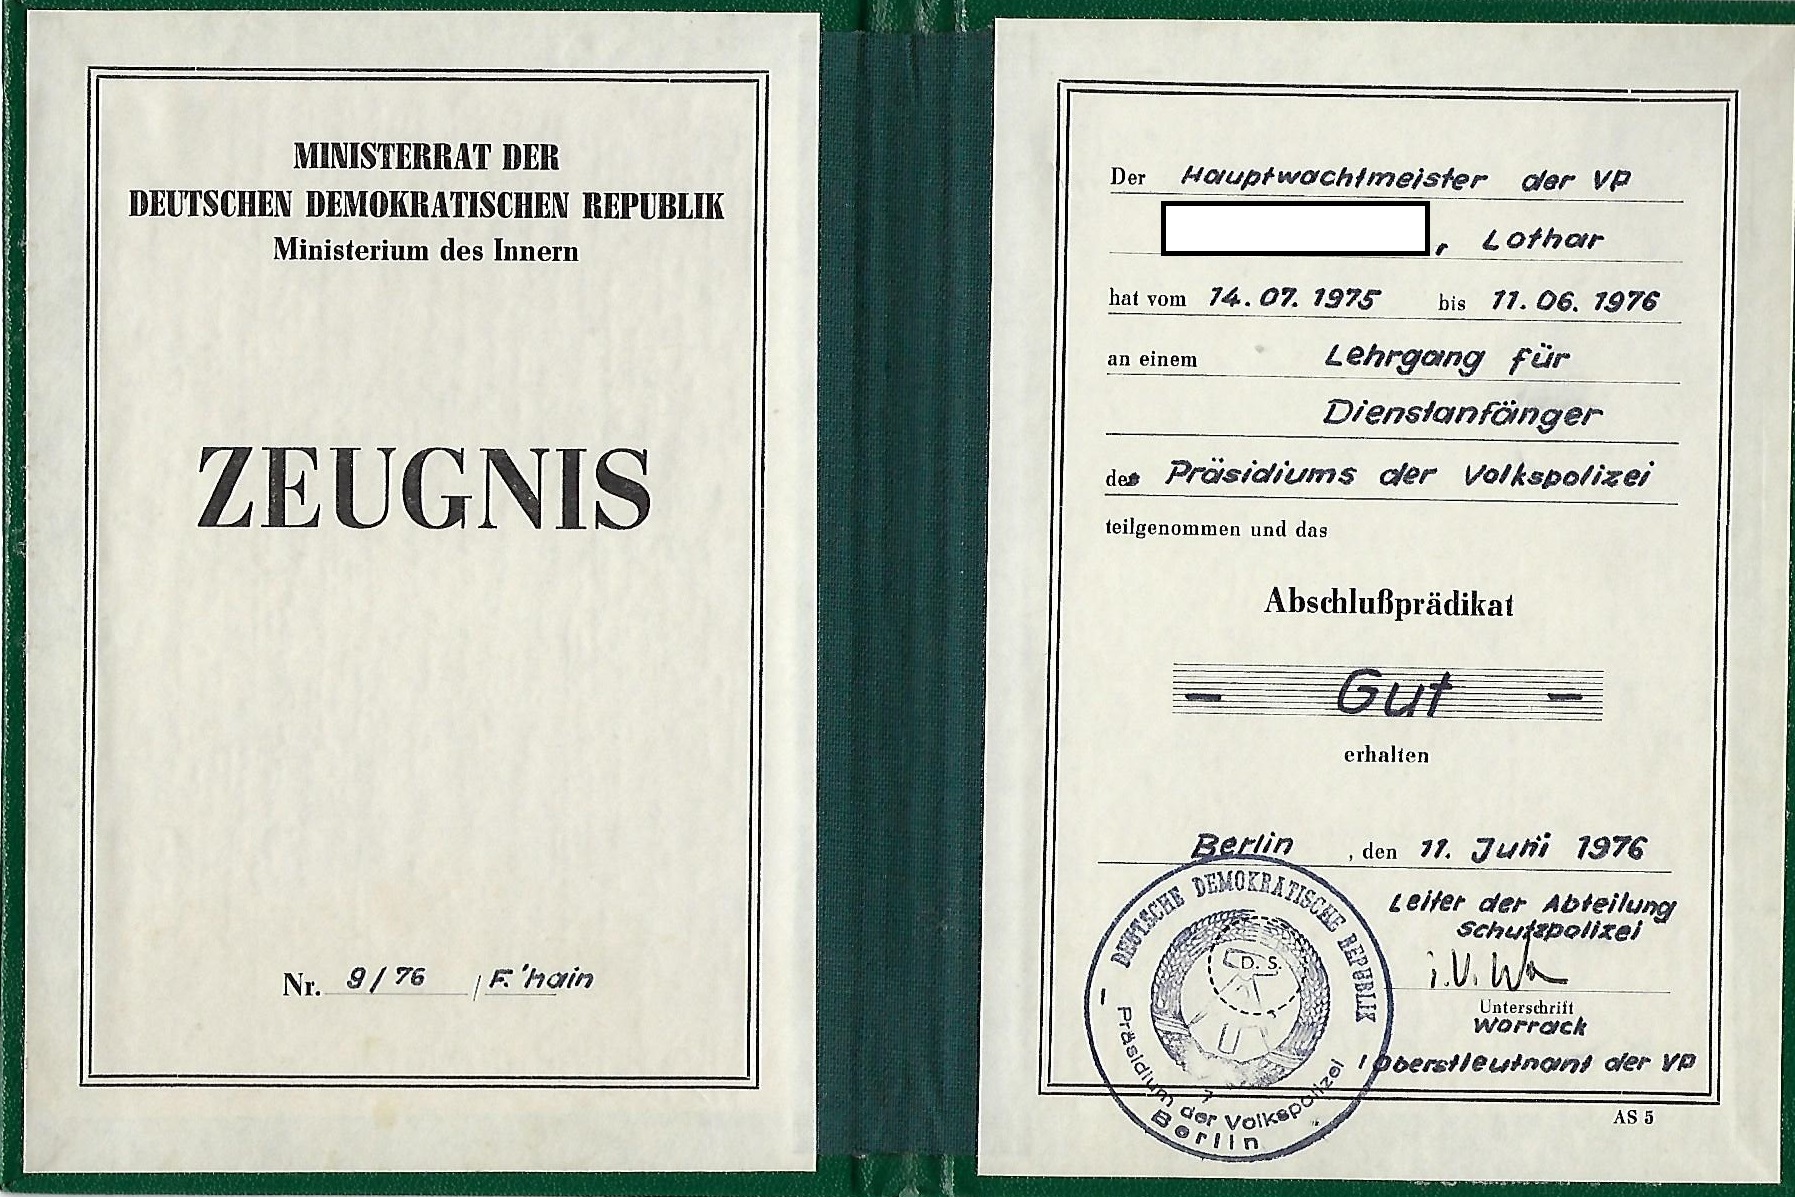 MINISTERRAT DER
DEUTSCHEN DEMOKRATISCHEN REPUBLIK
Ministerium des Innern
ZEUGNIS
Nr. 9/76 / F.'hain
Der Hauptwachtmeister der VP
, Lothar
hat vom 14.07.1975 bis 11.06.1976
an einem Lehrgang für
Dienstanfänger
des Präsidiums der Volkspolizei
teilgenommen und das
Abschlußprädikat
– Gut –
erhalten
Berlin, den 11. Juni 1976
Leiter der Abteilung
Schutzpolizei
i.V.
Unterschrift
Worrack
Oberstleutnant der VP
DEUTSCHE DEMOKRATISCHE REPUBLIK
D. S.
7
Präsidium der Volkspolizei
Berlin
AS 5